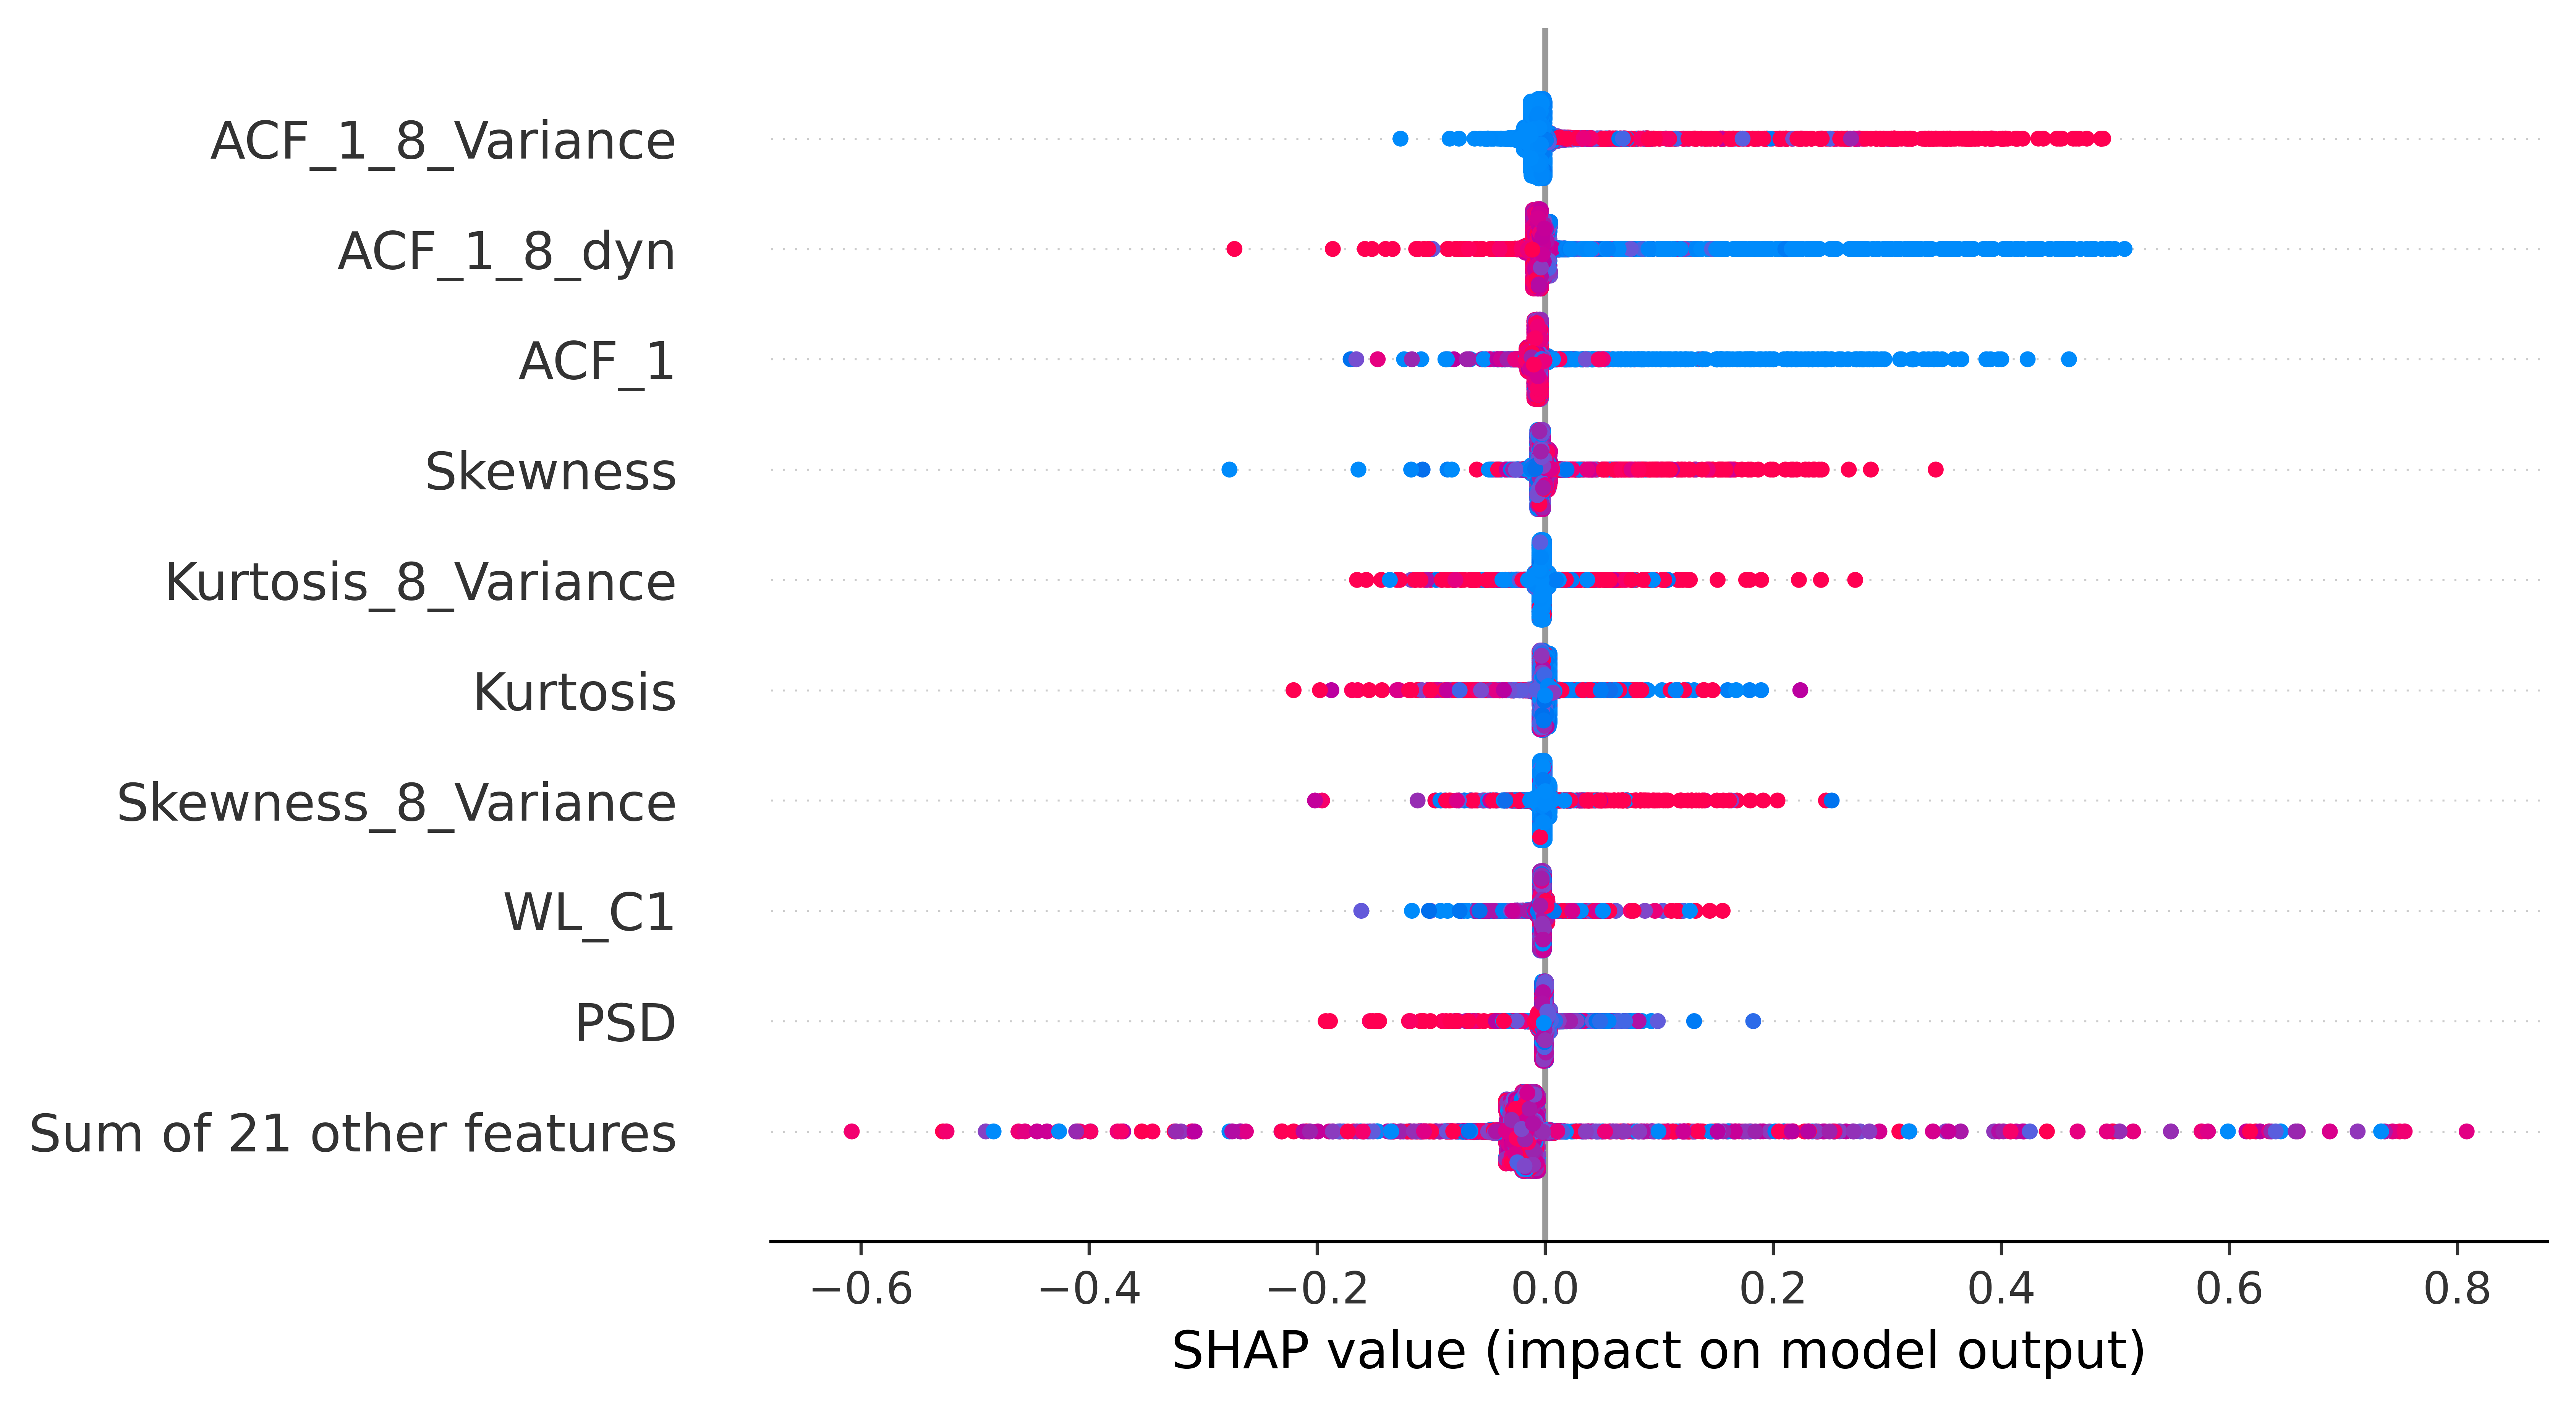 ACF_1_8_Variance
ACF_1_8_dyn
ACF_1
Skewness
Kurtosis_8_Variance
Kurtosis
Skewness_8_Variance
WL_C1
PSD
Sum of 21 other features
−0.6 −0.4 −0.2 0.0 0.2 0.4 0.6 0.8
SHAP value (impact on model output)